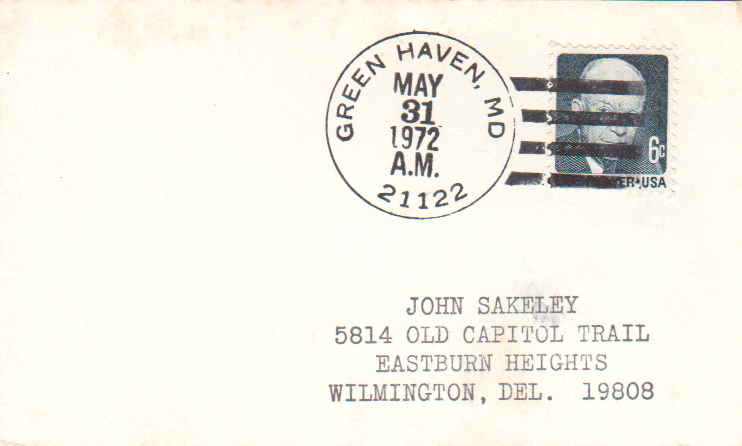 GREEN HAVEN, MD
MAY
31
1972
A.M.
21122
6c
USA
JOHN SAKELEY
5814 OLD CAPITOL TRAIL
EASTBURN HEIGHTS
WILMINGTON, DEL. 19808